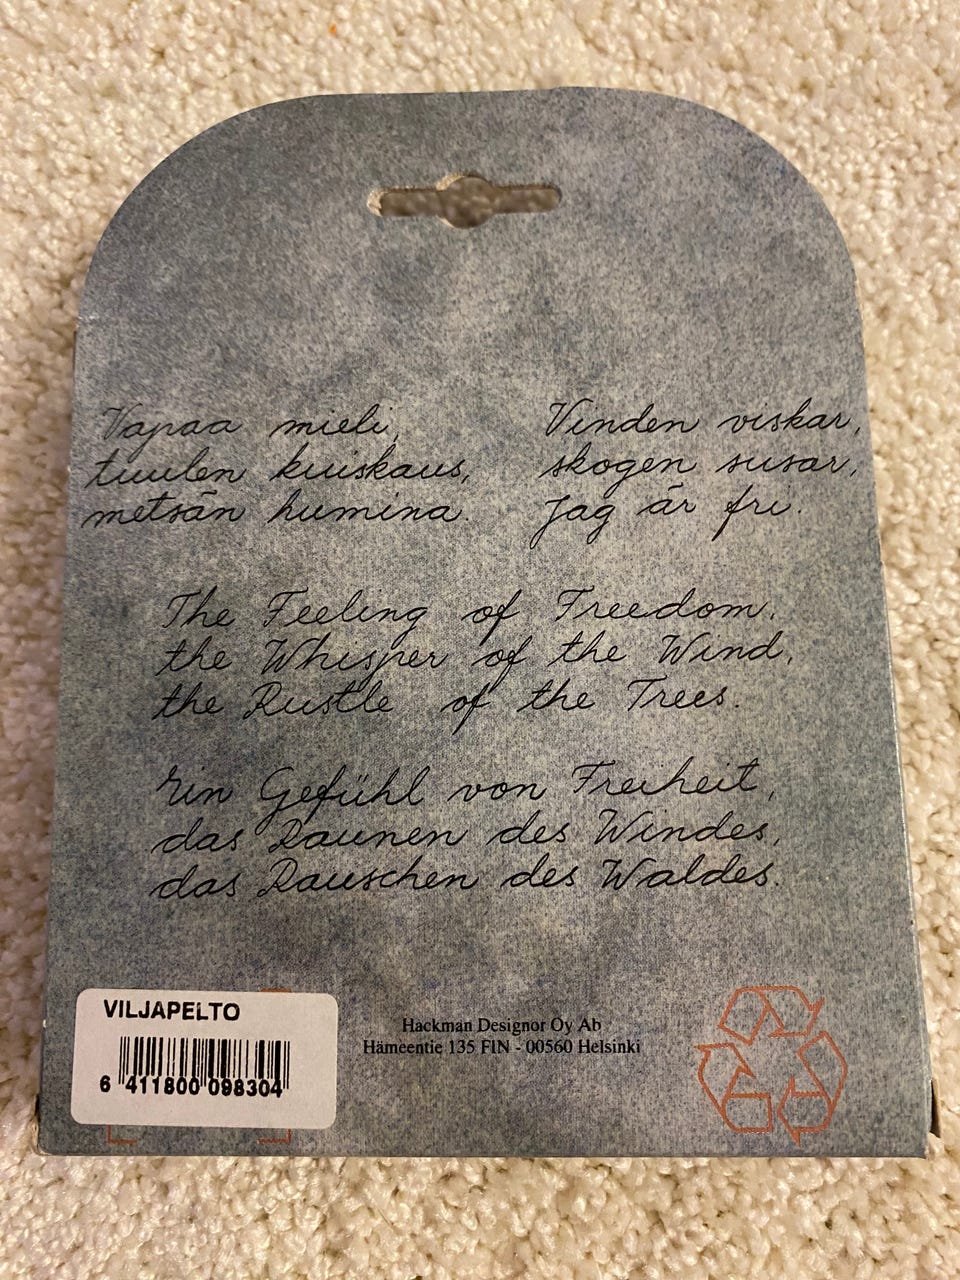 Vapaa mieli,
tuulen kuiskaus,
metsän humina.
Vinden viskar,
skogen susar,
Jag är fri.
The Feeling of Freedom,
the Whisper of the Wind,
the Rustle of the Trees.
Ein Gefühl von Freiheit,
das Raunen des Windes,
das Rauschen des Waldes.
VILJAPELTO
6 411800 098304
Hackman Designor Oy Ab
Hämeentie 135 FIN - 00560 Helsinki